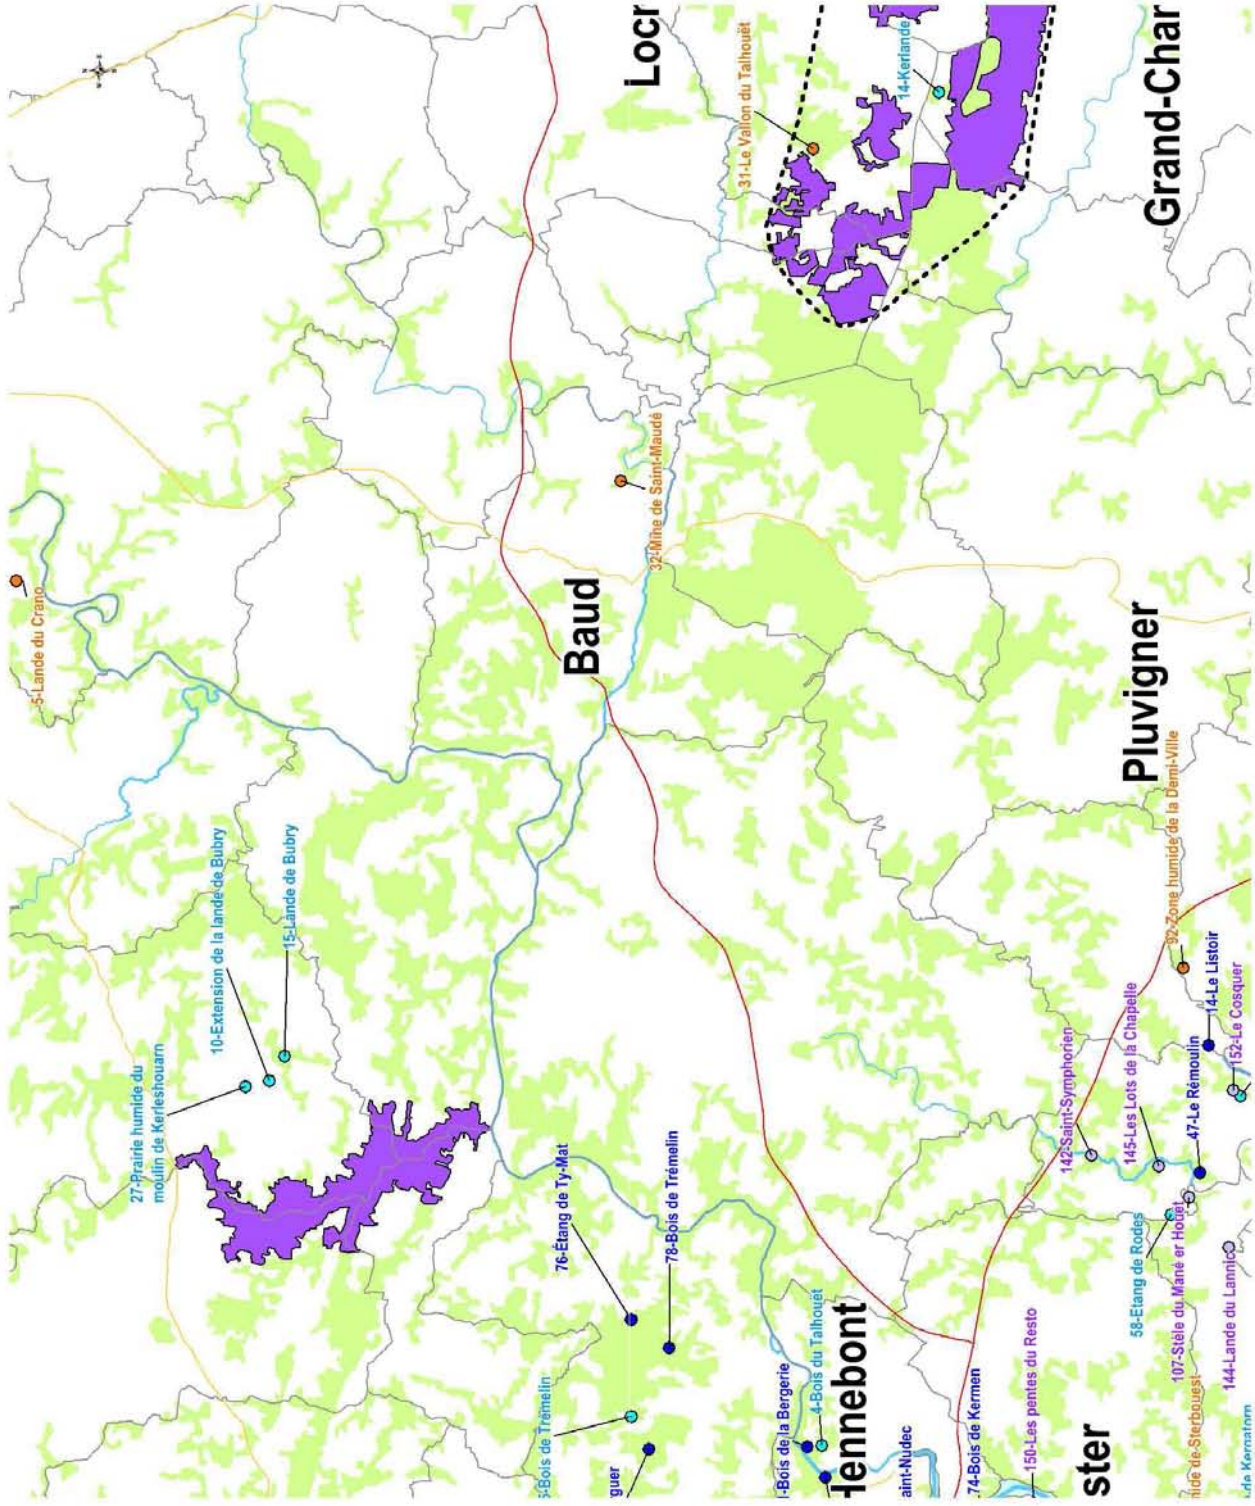 5-Lande du Crano
27-Prairie humide du
moulin de Kerleshouarn
10-Extension de la lande de Bubry
15-Lande de Bubry
Locr
31-Le Vallon du Talhouët
14-Kerlande
Grand-Char
32-Mine de Saint-Maudé
Baud
76-Étang de Ty-Mat
78-Bois de Trémelin
-Bois de Trémelin
guer
-Bois de la Bergerie
4-Bois du Talhouët
Hennebont
aint-Nudec
74-Bois de Kermen
150-Les pentes du Resto
ster
Pluvigner
92-Zone humide de la Demi-Ville
14-Le Listoir
152-Le Cosquer
47-Le Rémoulin
142-Saint-Symphorien
145-Les Lots de la Chapelle
58-Etang de Rodes
107-Stèle du Mané er Houët
144-Lande du Lannic
ide de Sterbouest